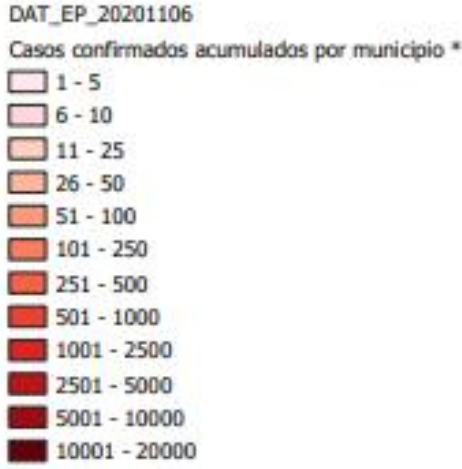 DAT_EP_20201106
Casos confirmados acumulados por municipio *
1 - 5
6 - 10
11 - 25
26 - 50
51 - 100
101 - 250
251 - 500
501 - 1000
1001 - 2500
2501 - 5000
5001 - 10000
10001 - 20000